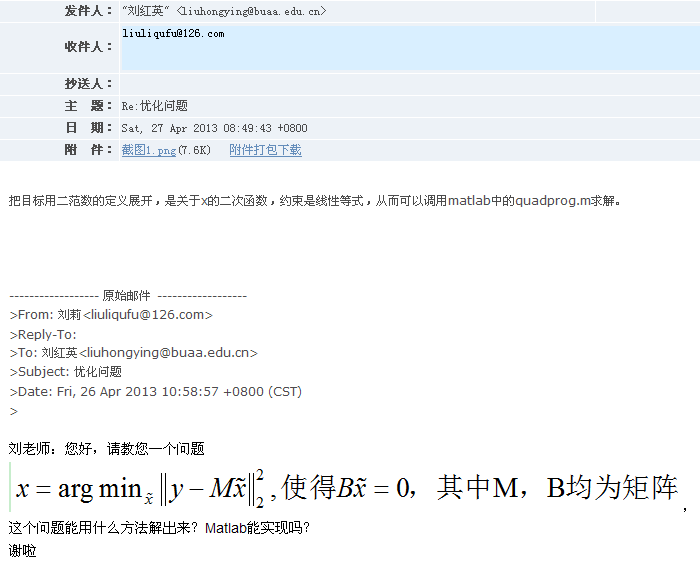 发件人： "刘红英" <liuhongying@buaa.edu.cn>
收件人： liuliqufu@126.com
抄送人：
主 题： Re:优化问题
日 期： Sat, 27 Apr 2013 08:49:43 +0800
附 件： 截图1.png(7.6K) 附件打包下载
把目标用二范数的定义展开，是关于x的二次函数，约束是线性等式，从而可以调用matlab中的quadprog.m求解。
------------------ 原始邮件 ------------------
>From: 刘莉<liuliqufu@126.com>
>Reply-To:
>To: 刘红英<liuhongying@buaa.edu.cn>
>Subject: 优化问题
>Date: Fri, 26 Apr 2013 10:58:57 +0800 (CST)
>
刘老师：您好，请教您一个问题
x = arg min_x̃ ‖y − Mx̃‖₂² , 使得Bx̃ = 0，其中M，B均为矩阵 ，
这个问题能用什么方法解出来？Matlab能实现吗？
谢啦